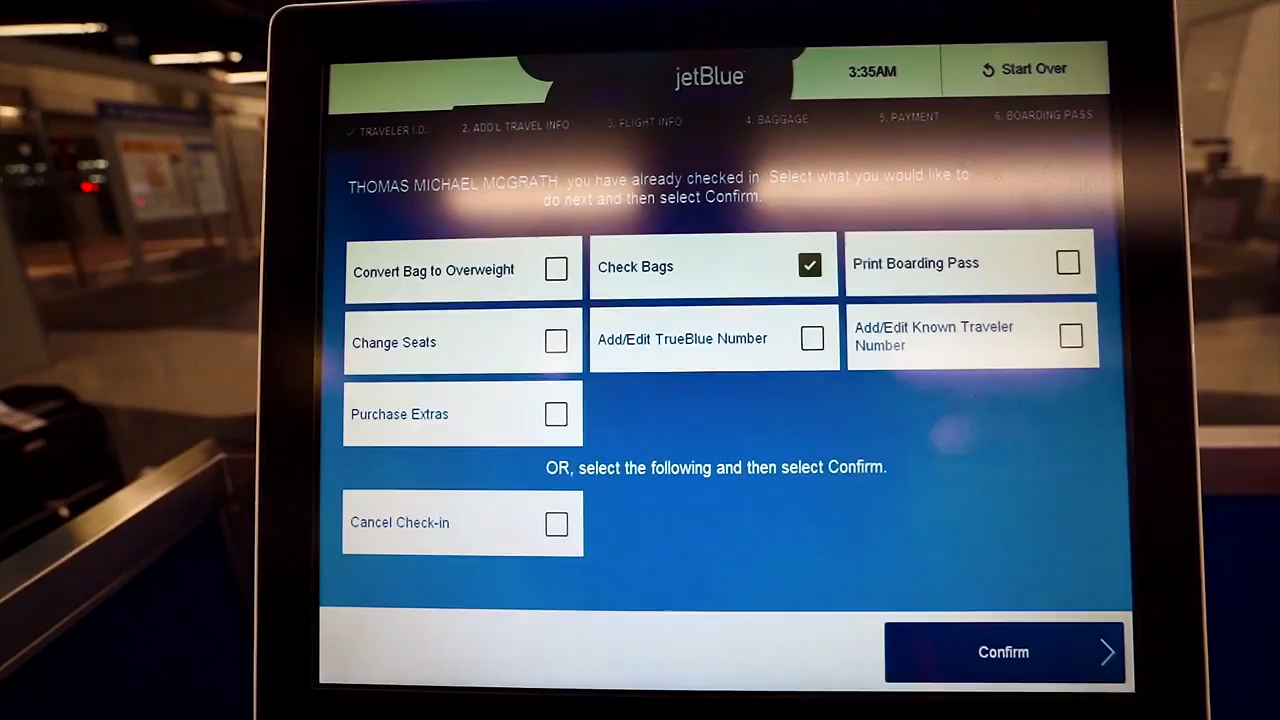 jetBlue
3:35AM
Start Over
✓ TRAVELER I.D.
2. ADD'L TRAVEL INFO
3. FLIGHT INFO
4. BAGGAGE
5. PAYMENT
6. BOARDING PASS
THOMAS MICHAEL MCGRATH, you have already checked in. Select what you would like to
do next and then select Confirm.
Convert Bag to Overweight
Check Bags
Print Boarding Pass
Change Seats
Add/Edit TrueBlue Number
Add/Edit Known Traveler
Number
Purchase Extras
OR, select the following and then select Confirm.
Cancel Check-in
Confirm